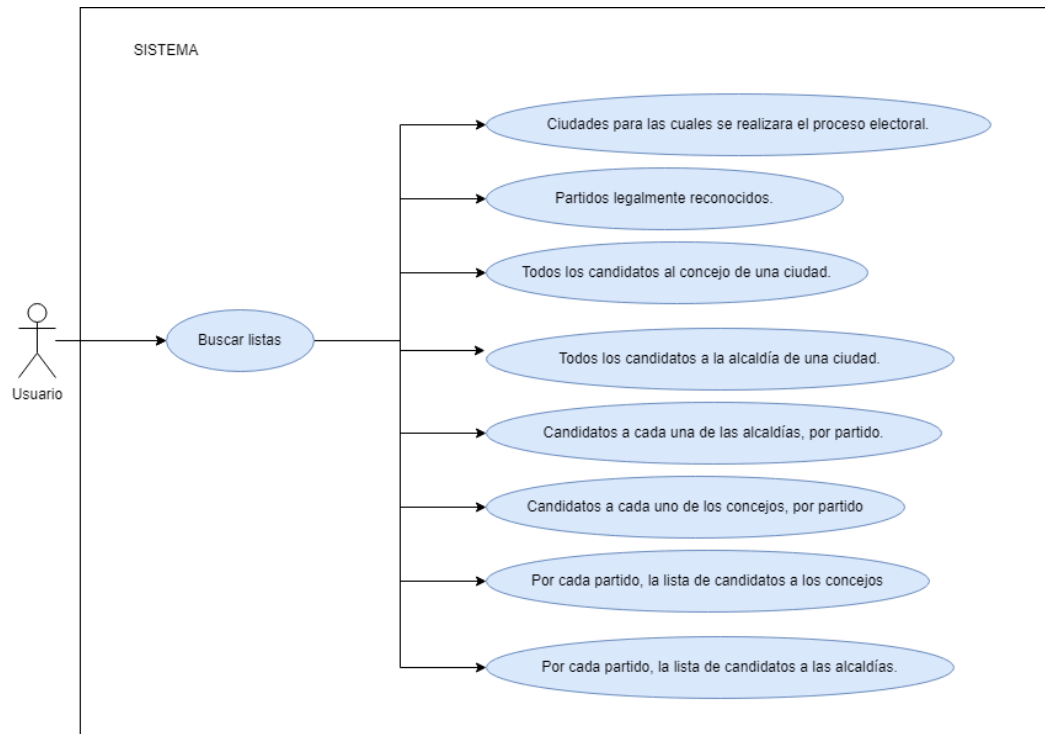 SISTEMA
Ciudades para las cuales se realizara el proceso electoral.
Partidos legalmente reconocidos.
Todos los candidatos al concejo de una ciudad.
Buscar listas
Usuario
Todos los candidatos a la alcaldía de una ciudad.
Candidatos a cada una de las alcaldías, por partido.
Candidatos a cada uno de los concejos, por partido
Por cada partido, la lista de candidatos a los concejos
Por cada partido, la lista de candidatos a las alcaldías.